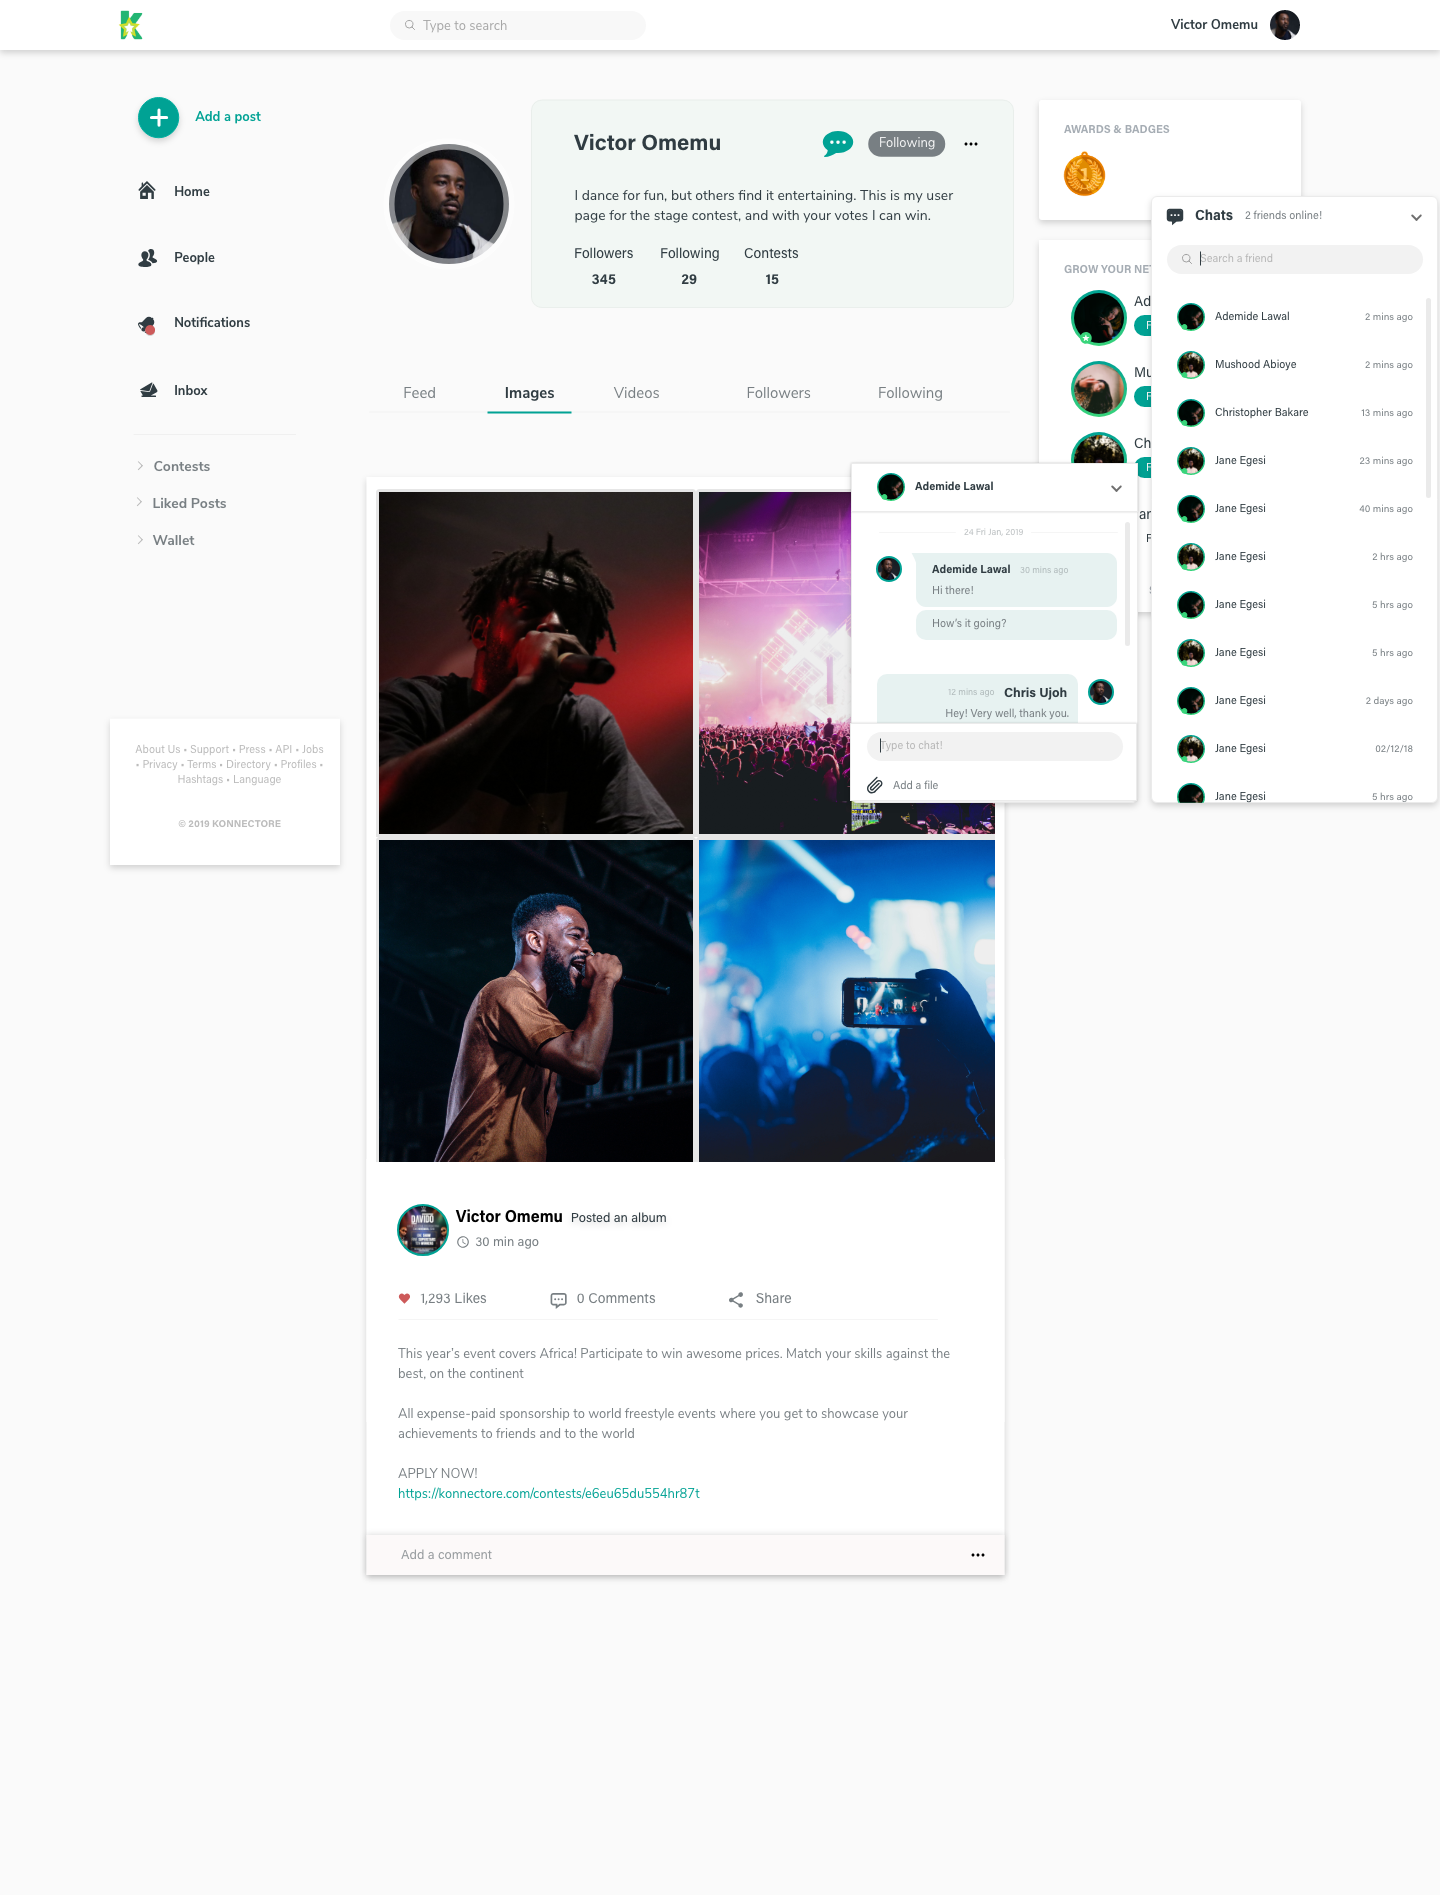 Type to search
Victor Omemu
Add a post
Home
People
Notifications
Inbox
Contests
Liked Posts
Wallet
About Us • Support • Press • API • Jobs
• Privacy • Terms • Directory • Profiles •
Hashtags • Language
© 2019 KONNECTORE
Victor Omemu
Following
I dance for fun, but others find it entertaining. This is my user
page for the stage contest, and with your votes I can win.
Followers Following Contests
345 29 15
Feed Images Videos Followers Following
AWARDS & BADGES
1
GROW YOUR NE
Ad
Mu
Ch
ar
Chats 2 friends online!
Search a friend
Ademide Lawal 2 mins ago
Mushood Abioye 2 mins ago
Christopher Bakare 13 mins ago
Jane Egesi 23 mins ago
Jane Egesi 40 mins ago
Jane Egesi 2 hrs ago
Jane Egesi 5 hrs ago
Jane Egesi 5 hrs ago
Jane Egesi 2 days ago
Jane Egesi 02/12/18
Jane Egesi 5 hrs ago
Ademide Lawal
24 Fri Jan, 2019
Ademide Lawal 30 mins ago
Hi there!
How's it going?
12 mins ago Chris Ujoh
Hey! Very well, thank you.
Type to chat!
Add a file
DAVIDO
Victor Omemu Posted an album
30 min ago
1,293 Likes 0 Comments Share
This year's event covers Africa! Participate to win awesome prices. Match your skills against the
best, on the continent
All expense-paid sponsorship to world freestyle events where you get to showcase your
achievements to friends and to the world
APPLY NOW!
https://konnectore.com/contests/e6eu65du554hr87t
Add a comment